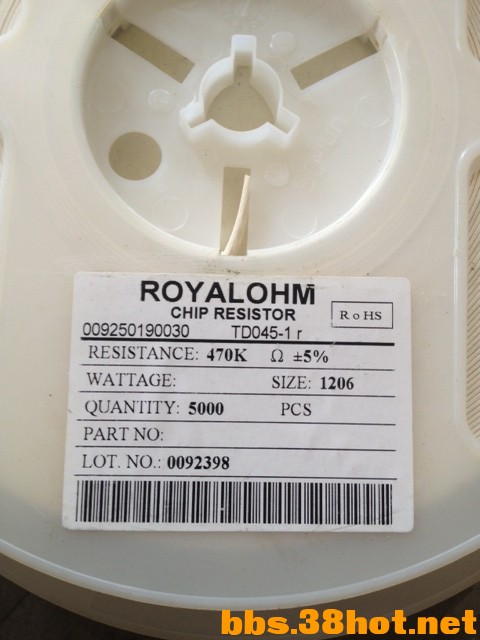 ROYALOHM
CHIP RESISTOR
RoHS
009250190030 TD045-1 r
RESISTANCE: 470K Ω ±5%
WATTAGE: SIZE: 1206
QUANTITY: 5000 PCS
PART NO:
LOT. NO.: 0092398
bbs.38hot.net